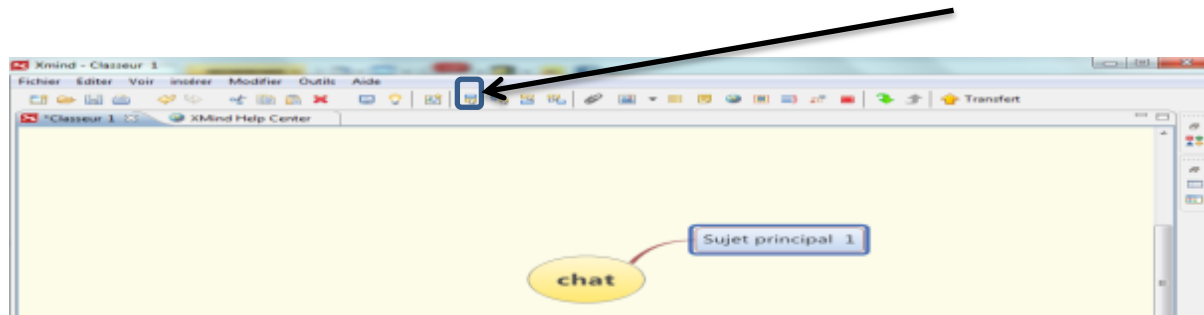 Xmind - Classeur 1
Fichier Editer Voir insérer Modifier Outils Aide
Transfert
*Classeur 1 XMind Help Center
Sujet principal 1
chat